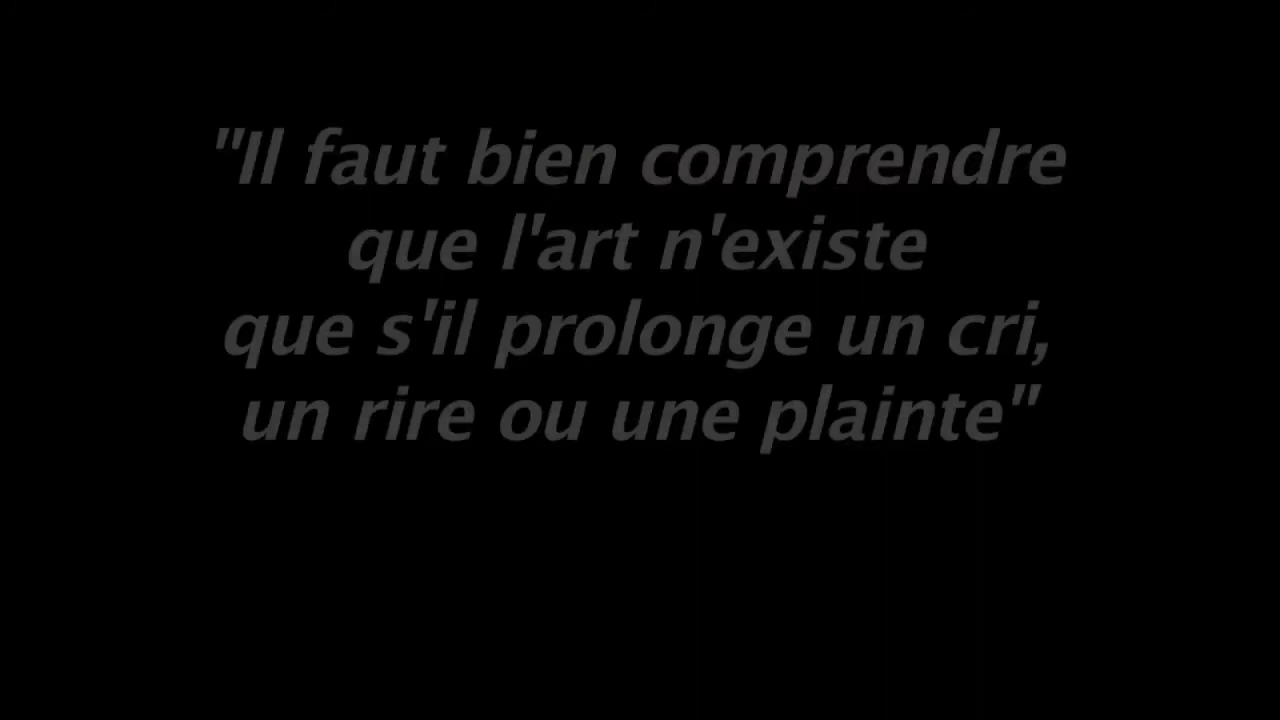 "Il faut bien comprendre
que l'art n'existe
que s'il prolonge un cri,
un rire ou une plainte"